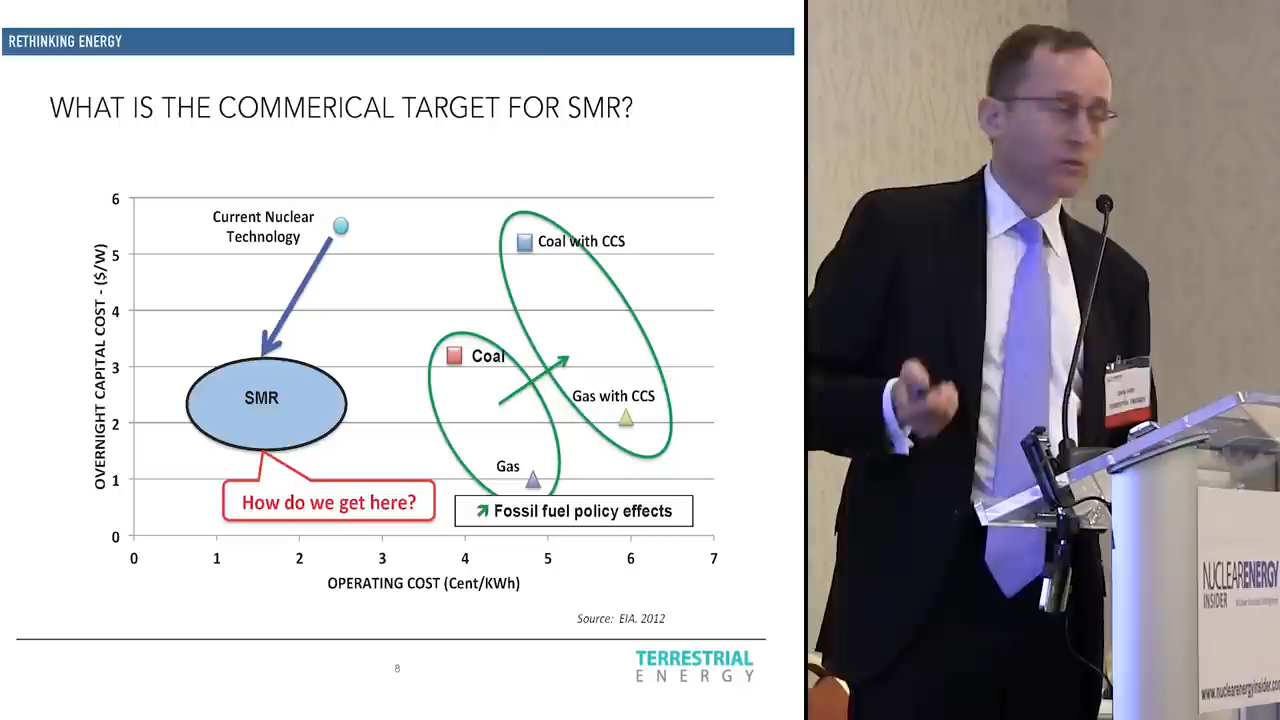 RETHINKING ENERGY
WHAT IS THE COMMERICAL TARGET FOR SMR?
OVERNIGHT CAPITAL COST - ($/W)
6
5
4
3
2
1
0
Current Nuclear
Technology
Coal with CCS
Coal
SMR
Gas with CCS
Gas
How do we get here?
Fossil fuel policy effects
0 1 2 3 4 5 6 7
OPERATING COST (Cent/KWh)
Source: EIA. 2012
8
TERRESTRIAL
ENERGY
NUCLEARENERGY
INSIDER
www.nuclearenergyinsider.com